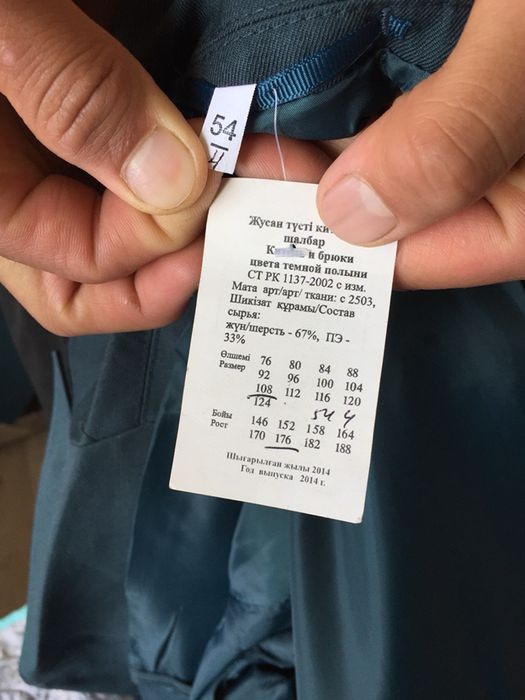 54
4
Жусан түсті
шалбар
и брюки
цвета темной полыни
СТ РК 1137-2002 с изм.
Мата арт/арт/ ткани: с 2503,
Шикізат құрамы/Состав
сырья:
жүн/шерсть - 67%, ПЭ -
33%
Өлшемі 76 80 84 88
Размер 92 96 100 104
108 112 116 120
124
54 4
Бойы 146 152 158 164
Рост 170 176 182 188
Шығарылған жылы 2014
Год выпуска 2014 г.